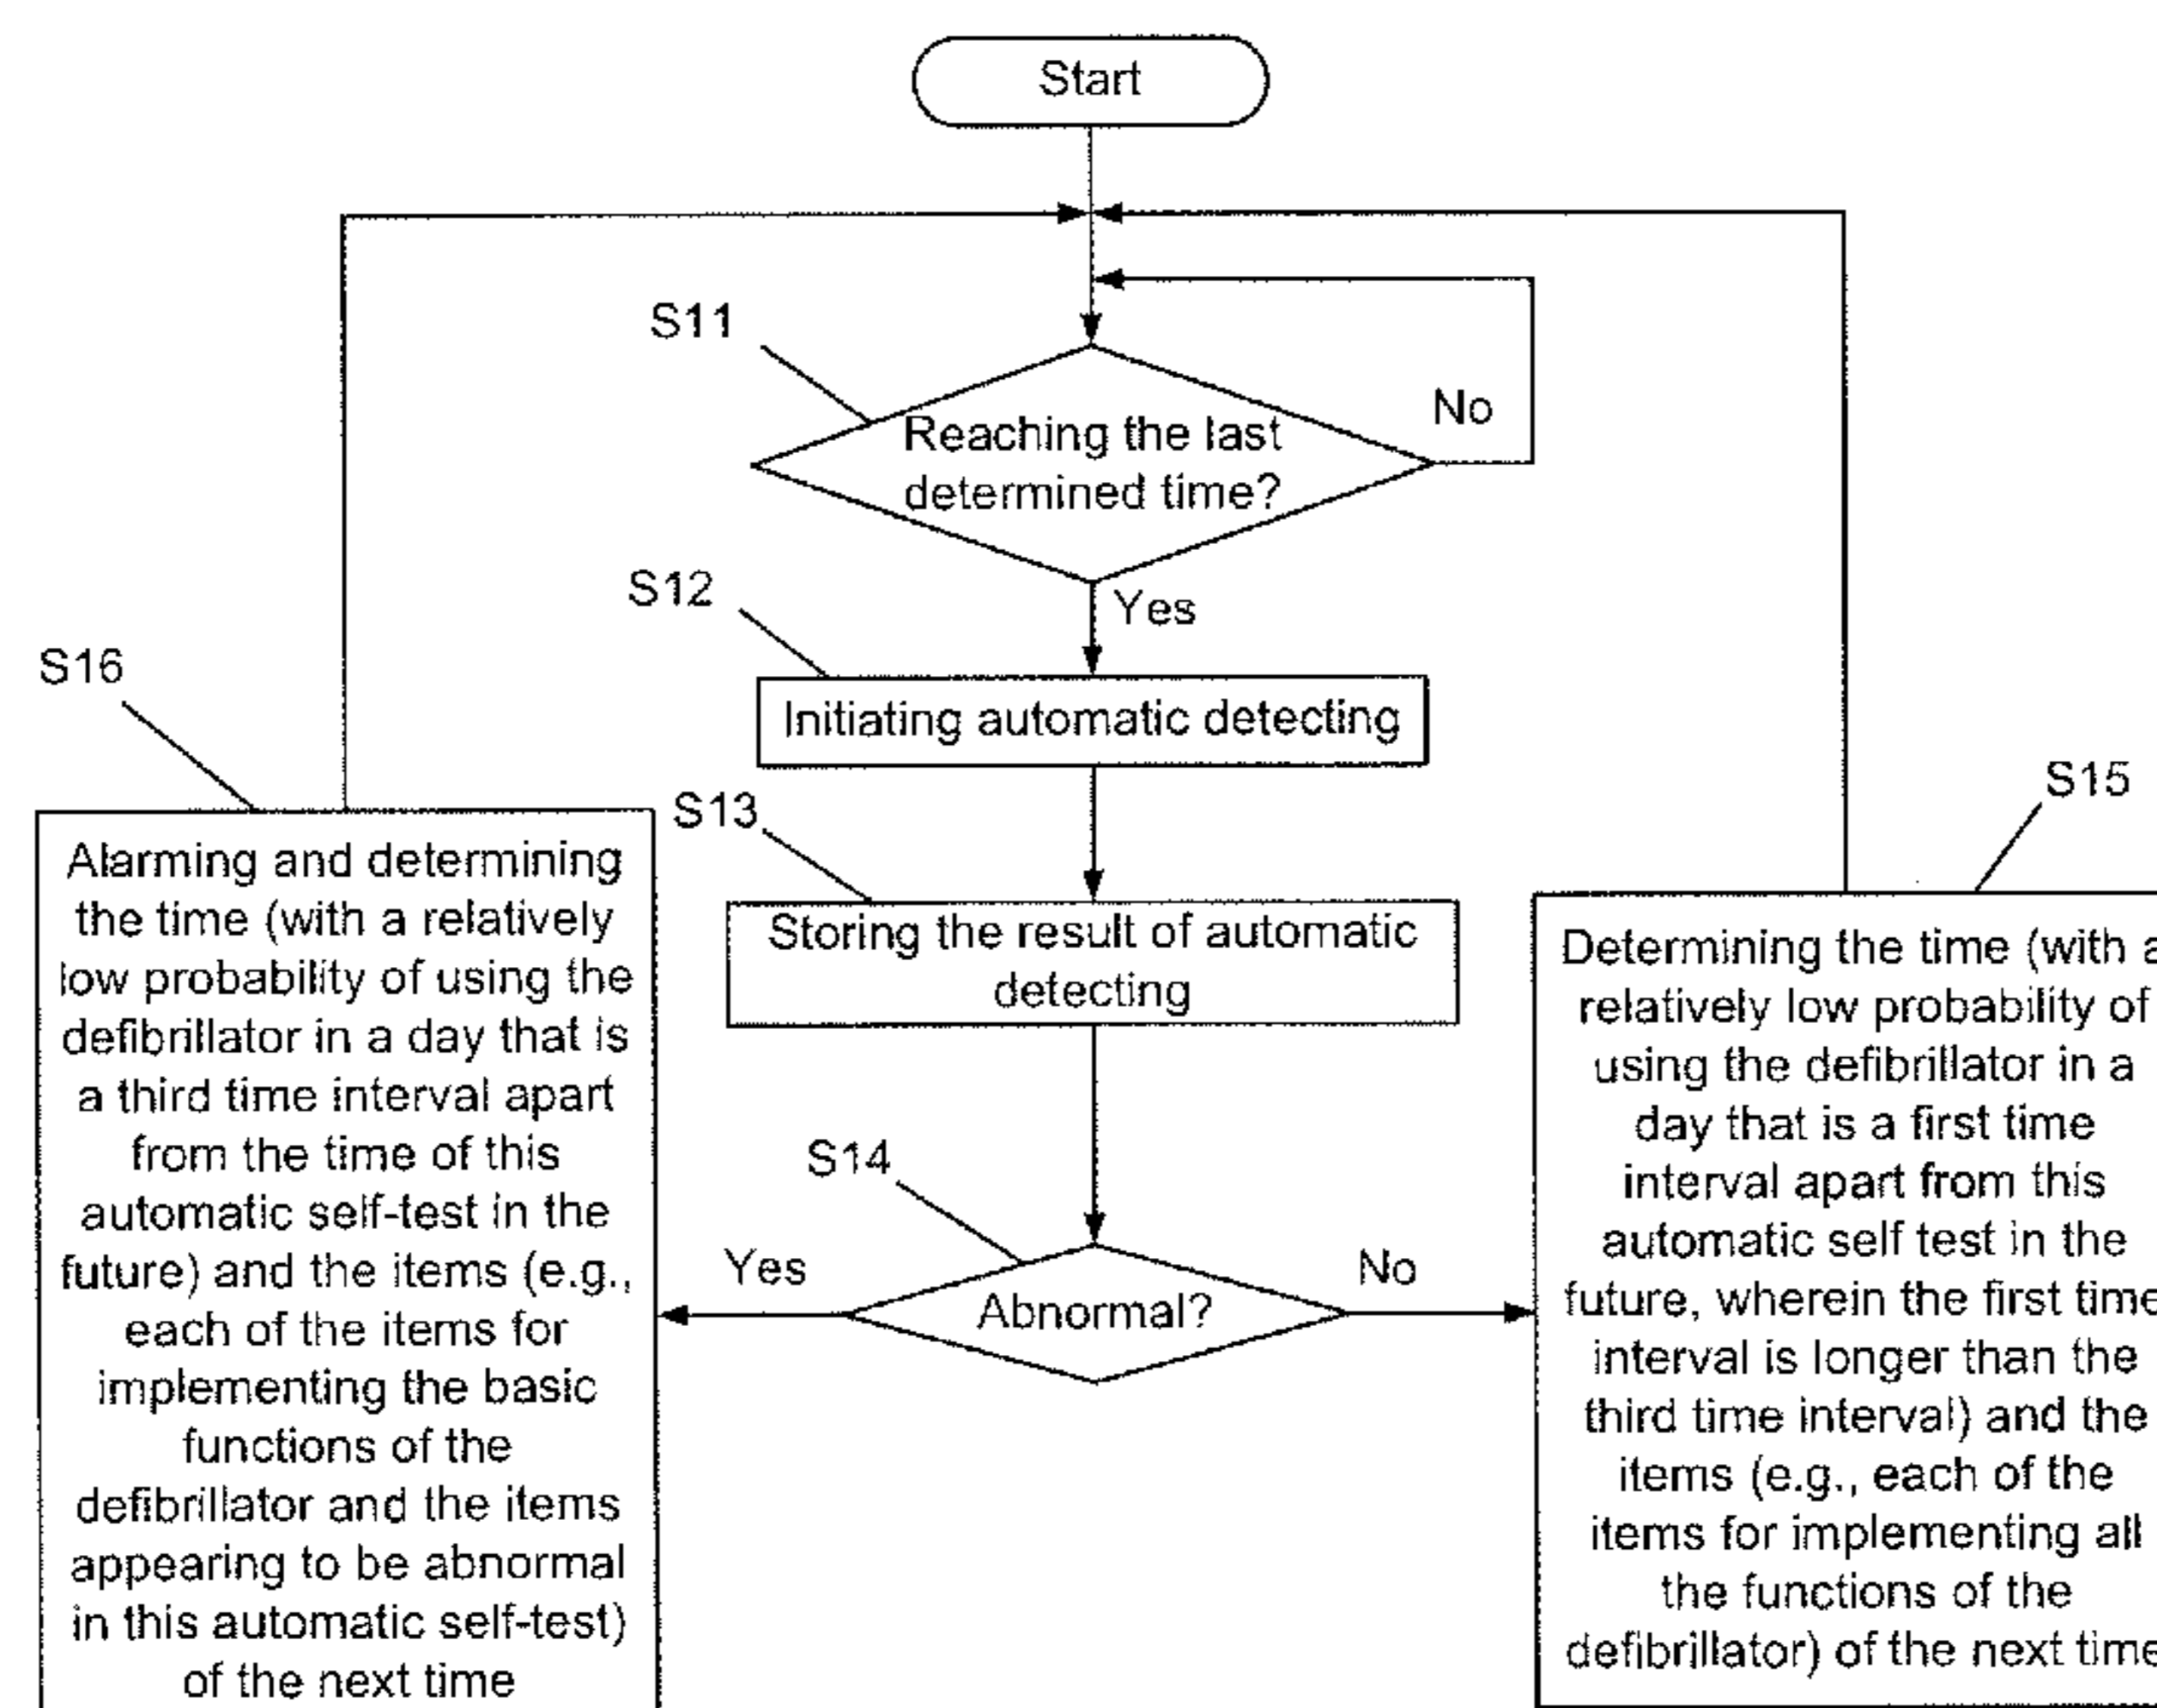 Start
S11
Reaching the last
determined time?
No
Yes
S12
Initiating automatic detecting
S13
Storing the result of automatic
detecting
S14
Abnormal?
Yes
No
S16
Alarming and determining
the time (with a relatively
low probability of using the
defibrillator in a day that is
a third time interval apart
from the time of this
automatic self-test in the
future) and the items (e.g.,
each of the items for
implementing the basic
functions of the
defibrillator and the items
appearing to be abnormal
in this automatic self-test)
of the next time
S15
Determining the time (with a
relatively low probability of
using the defibrillator in a
day that is a first time
interval apart from this
automatic self test in the
future, wherein the first time
interval is longer than the
third time interval) and the
items (e.g., each of the
items for implementing all
the functions of the
defibrillator) of the next time